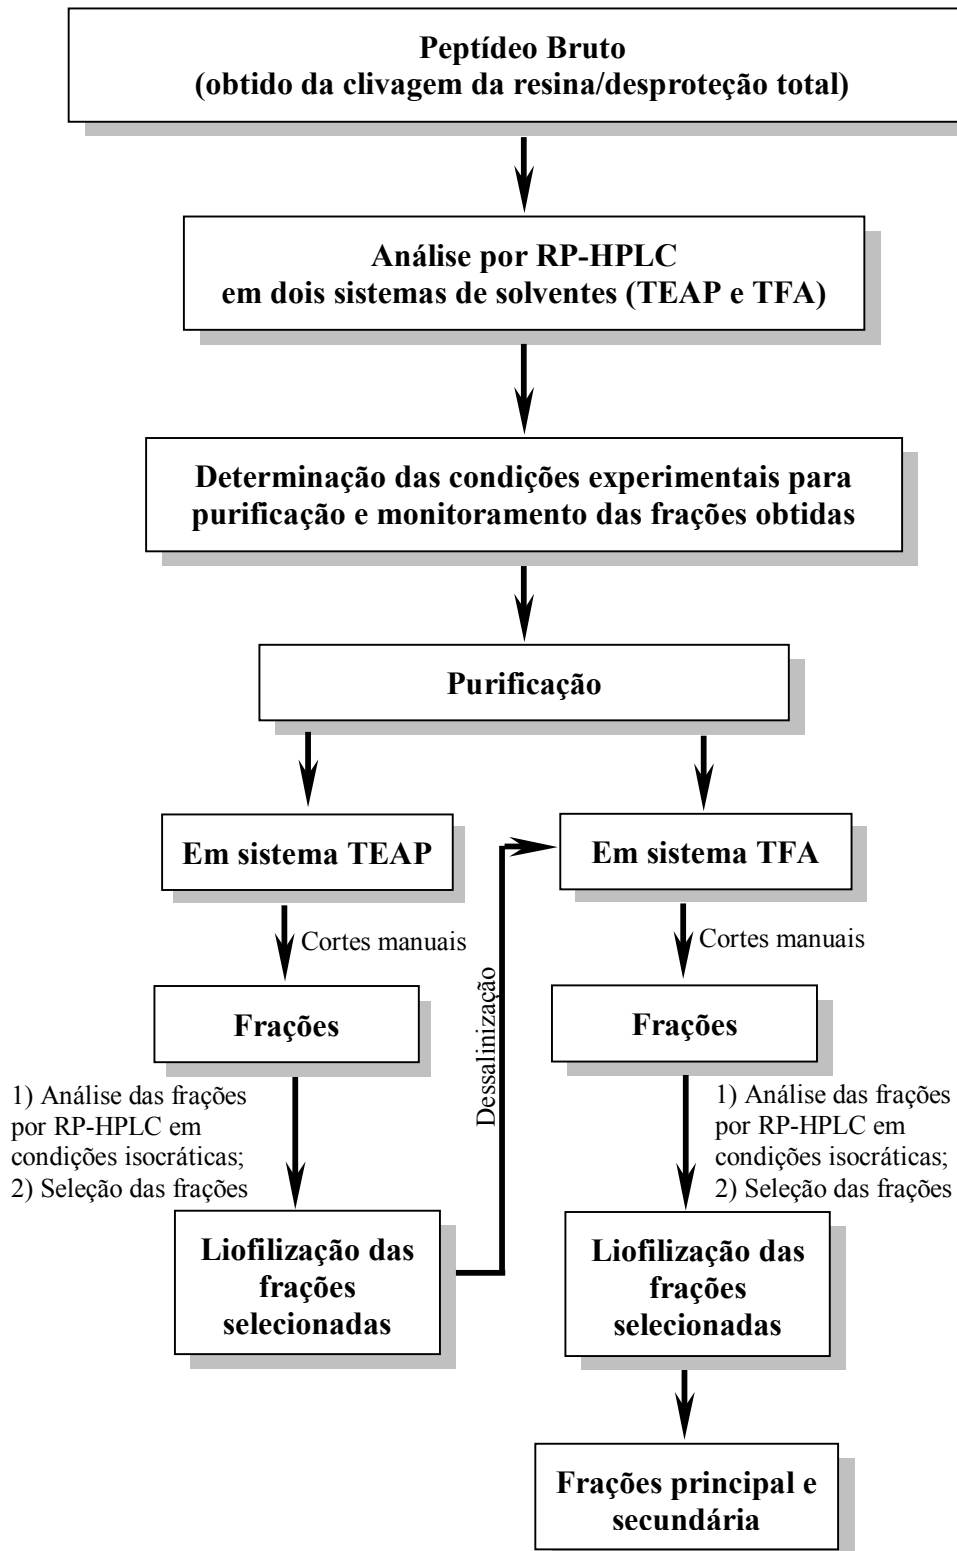 Peptídeo Bruto
(obtido da clivagem da resina/desproteção total)
Análise por RP-HPLC
em dois sistemas de solventes (TEAP e TFA)
Determinação das condições experimentais para
purificação e monitoramento das frações obtidas
Purificação
Em sistema TEAP
Em sistema TFA
Cortes manuais
Cortes manuais
Frações
Frações
Dessalinização
1) Análise das frações
por RP-HPLC em
condições isocráticas;
2) Seleção das frações
1) Análise das frações
por RP-HPLC em
condições isocráticas;
2) Seleção das frações
Liofilização das
frações
selecionadas
Liofilização das
frações
selecionadas
Frações principal e
secundária